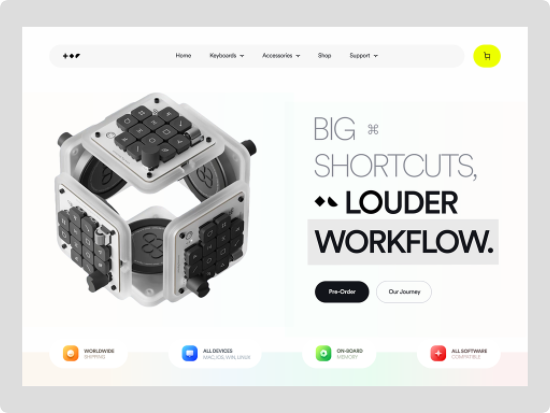 Home Keyboards Accessories Shop Support
BIG ⌘
SHORTCUTS,
LOUDER
WORKFLOW.
Pre-Order Our Journey
WORLDWIDE
SHIPPING
ALL DEVICES
MAC, IOS, WIN, LINUX
ON-BOARD
MEMORY
ALL SOFTWARE
COMPATIBLE